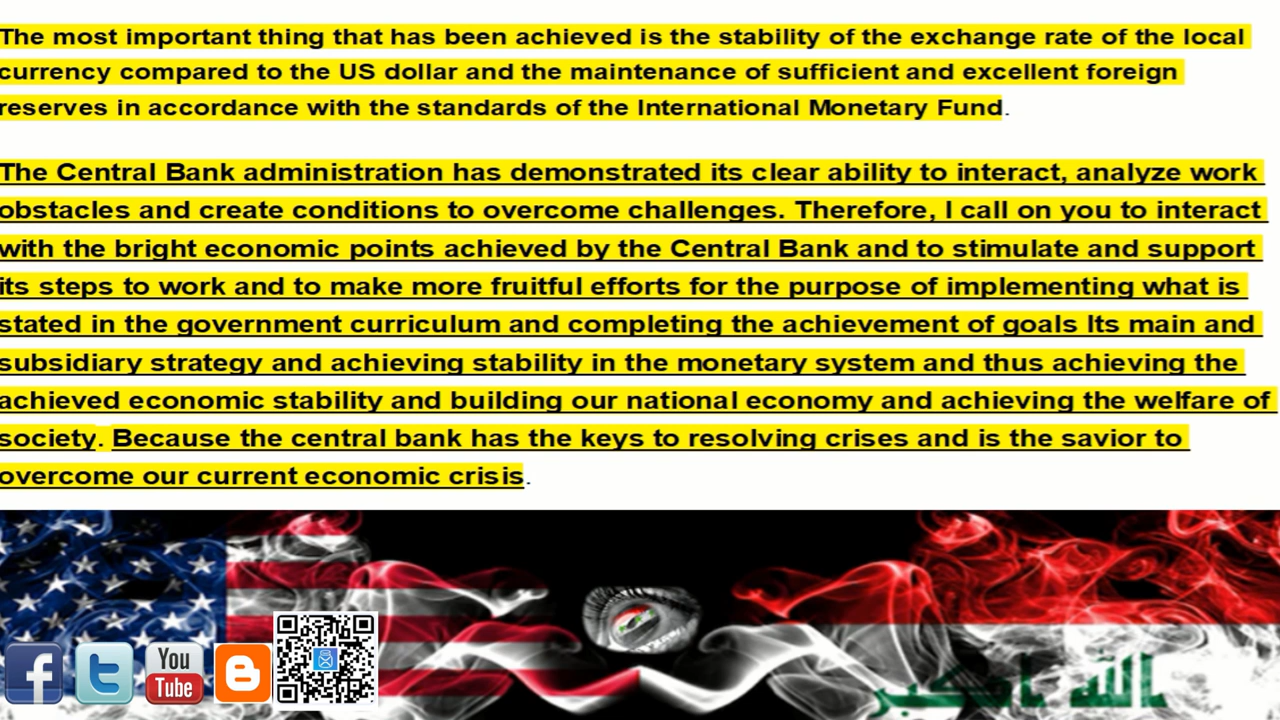 The most important thing that has been achieved is the stability of the exchange rate of the local
currency compared to the US dollar and the maintenance of sufficient and excellent foreign
reserves in accordance with the standards of the International Monetary Fund.
The Central Bank administration has demonstrated its clear ability to interact, analyze work
obstacles and create conditions to overcome challenges. Therefore, I call on you to interact
with the bright economic points achieved by the Central Bank and to stimulate and support
its steps to work and to make more fruitful efforts for the purpose of implementing what is
stated in the government curriculum and completing the achievement of goals Its main and
subsidiary strategy and achieving stability in the monetary system and thus achieving the
achieved economic stability and building our national economy and achieving the welfare of
society. Because the central bank has the keys to resolving crises and is the savior to
overcome our current economic crisis.
You
Tube
الله اكبر